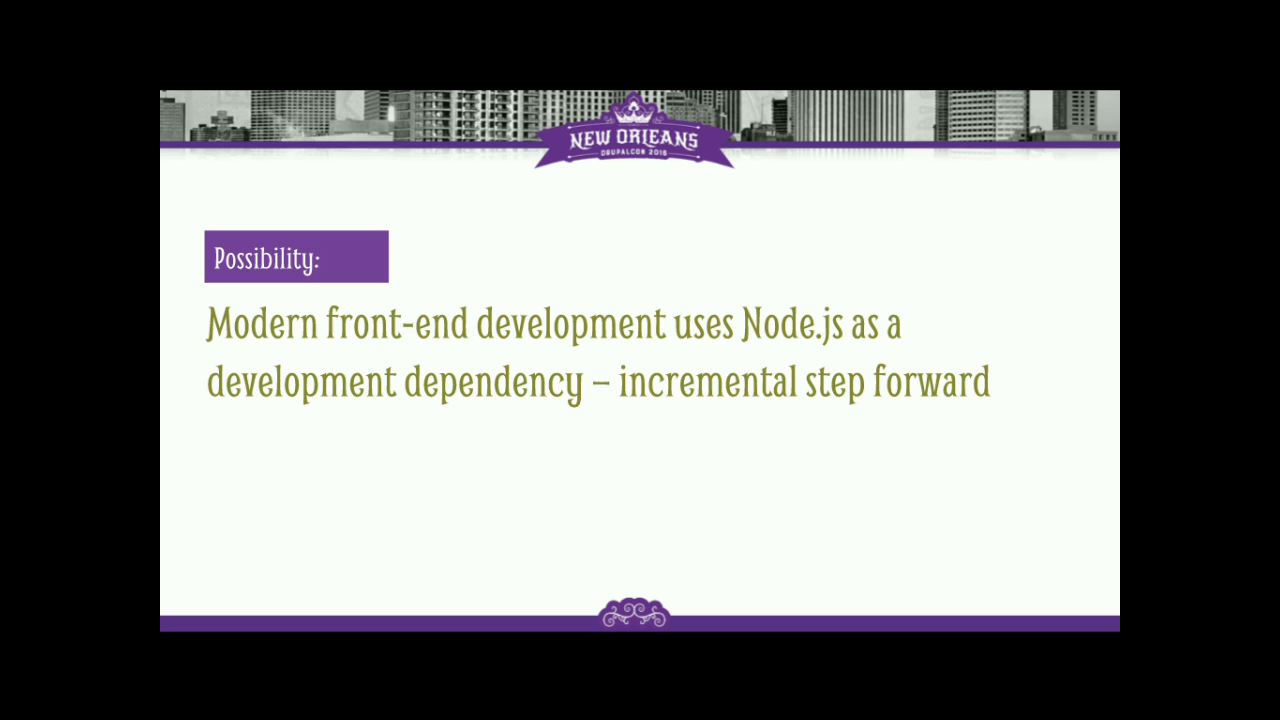 NEW ORLEANS
DRUPALCON 2016
Possibility:
Modern front-end development uses Node.js as a
development dependency – incremental step forward